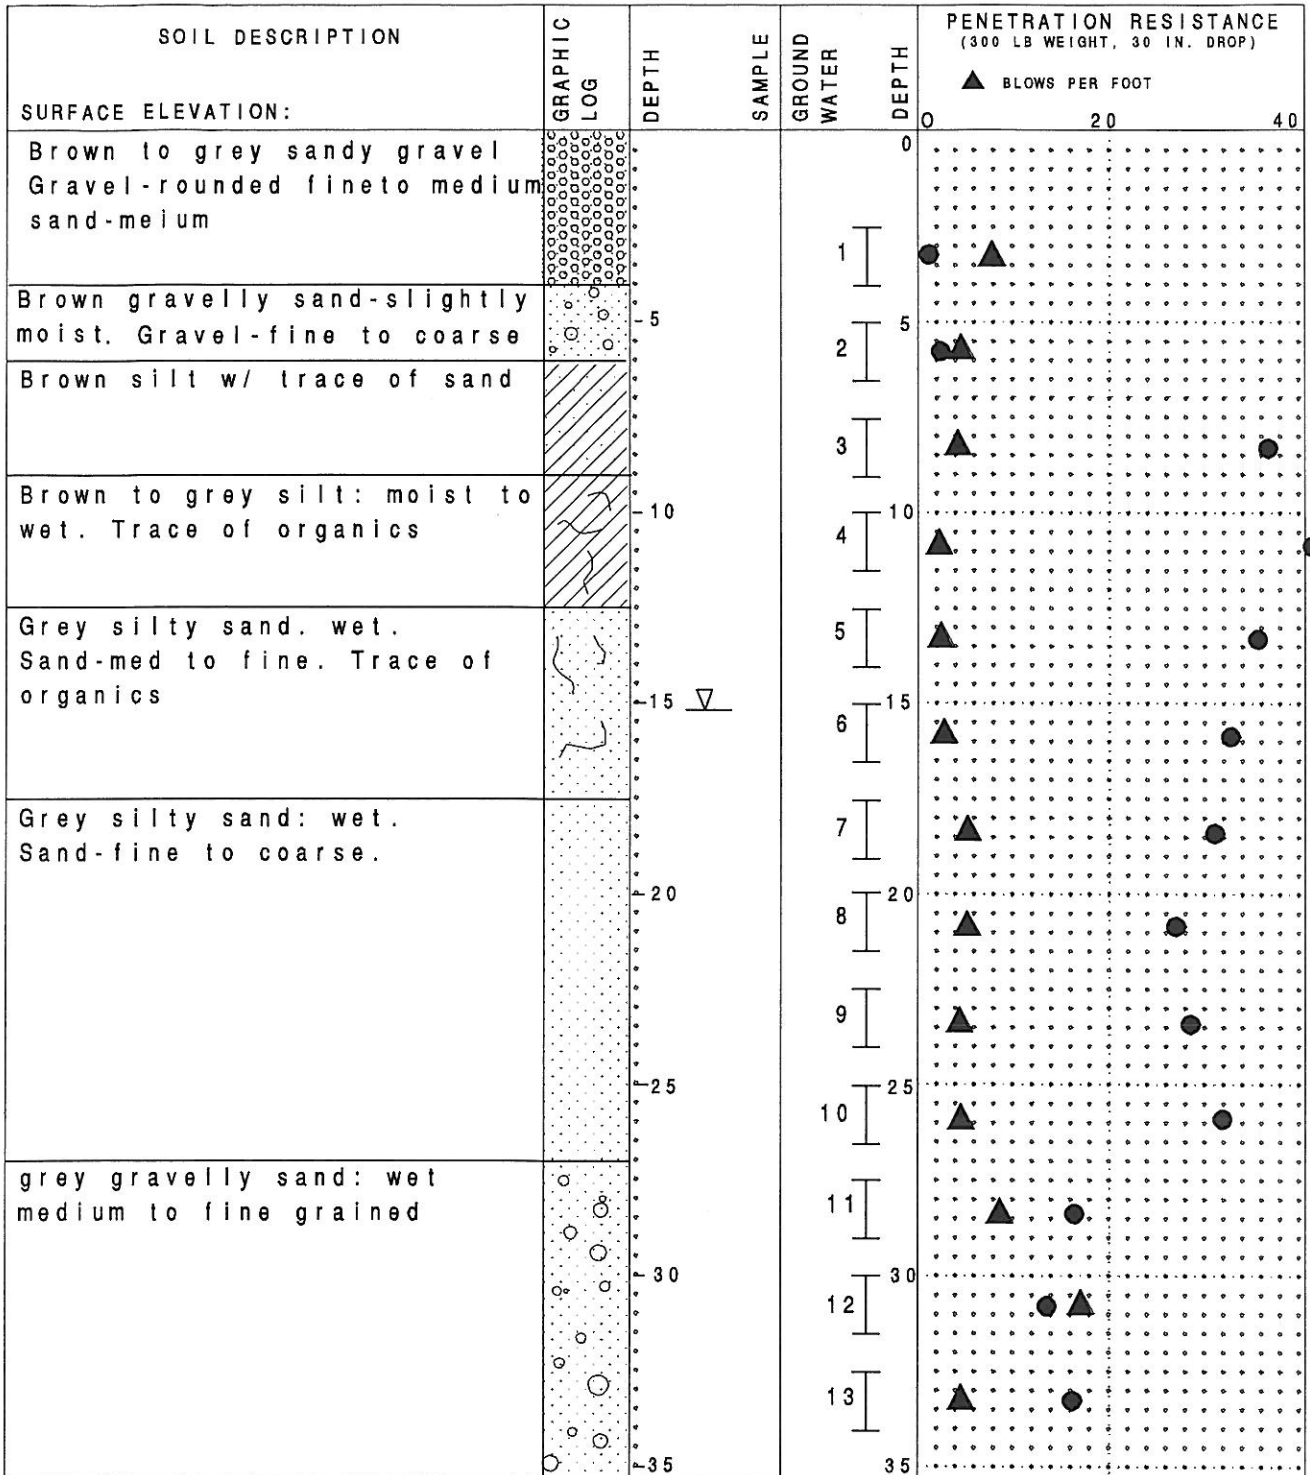 SOIL DESCRIPTION
SURFACE ELEVATION:
GRAPHIC
LOG
DEPTH
SAMPLE
GROUND
WATER
DEPTH
PENETRATION RESISTANCE
(300 LB WEIGHT, 30 IN. DROP)
BLOWS PER FOOT
0 20 40
Brown to grey sandy gravel
Gravel-rounded fineto medium
sand-meium
Brown gravelly sand-slightly
moist. Gravel-fine to coarse
Brown silt w/ trace of sand
Brown to grey silt: moist to
wet. Trace of organics
Grey silty sand. wet.
Sand-med to fine. Trace of
organics
Grey silty sand: wet.
Sand-fine to coarse.
grey gravelly sand: wet
medium to fine grained
5
10
15
20
25
30
35
1
2
3
4
5
6
7
8
9
10
11
12
13
0
5
10
15
20
25
30
35